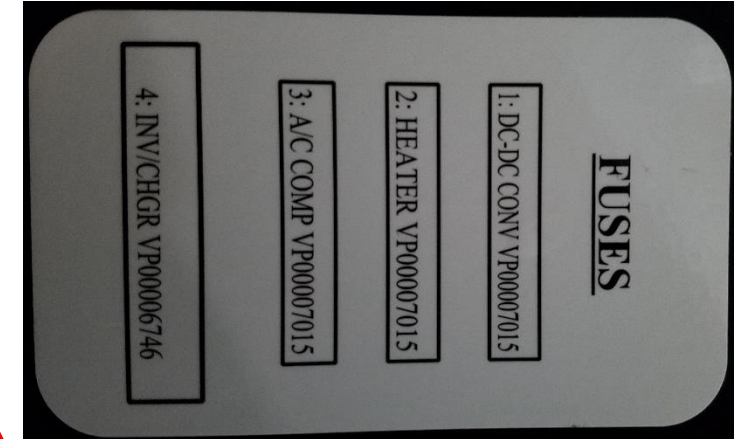 FUSES
1: DC-DC CONV VP00007015
2: HEATER VP00007015
3: A/C COMP VP00007015
4: INV/CHGR VP00006746